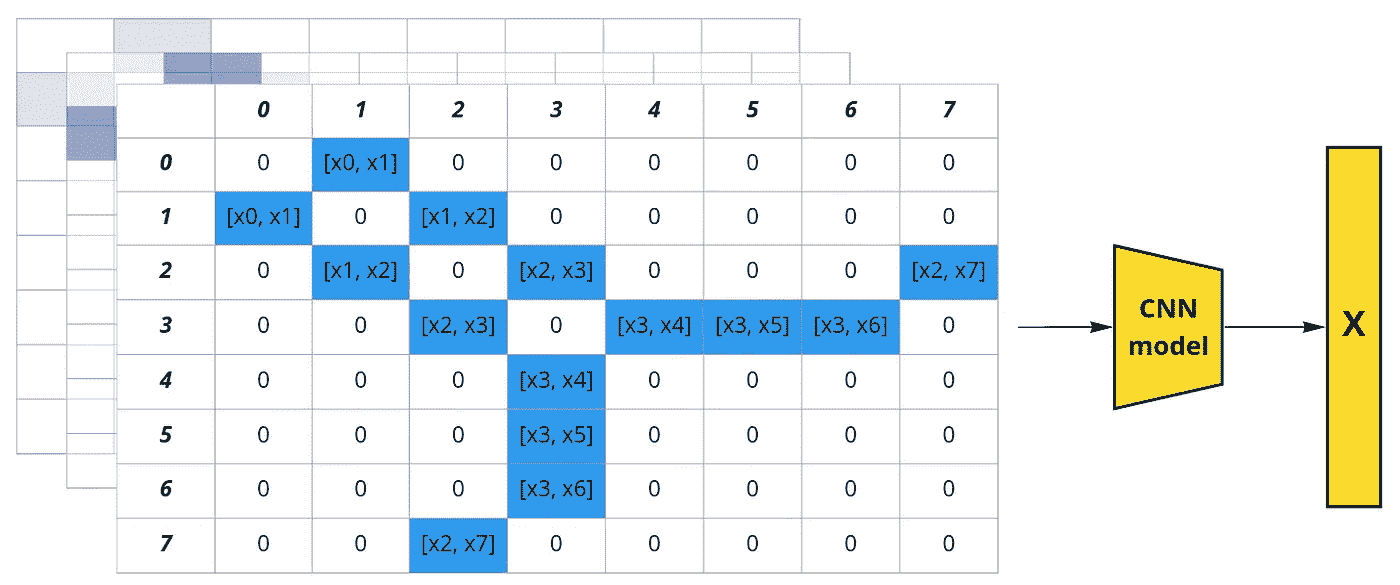 0 1 2 3 4 5 6 7
0 0 [x0, x1] 0 0 0 0 0 0
1 [x0, x1] 0 [x1, x2] 0 0 0 0 0
2 0 [x1, x2] 0 [x2, x3] 0 0 0 [x2, x7]
3 0 0 [x2, x3] 0 [x3, x4] [x3, x5] [x3, x6] 0
4 0 0 0 [x3, x4] 0 0 0 0
5 0 0 0 [x3, x5] 0 0 0 0
6 0 0 0 [x3, x6] 0 0 0 0
7 0 0 [x2, x7] 0 0 0 0 0
CNN
model
X